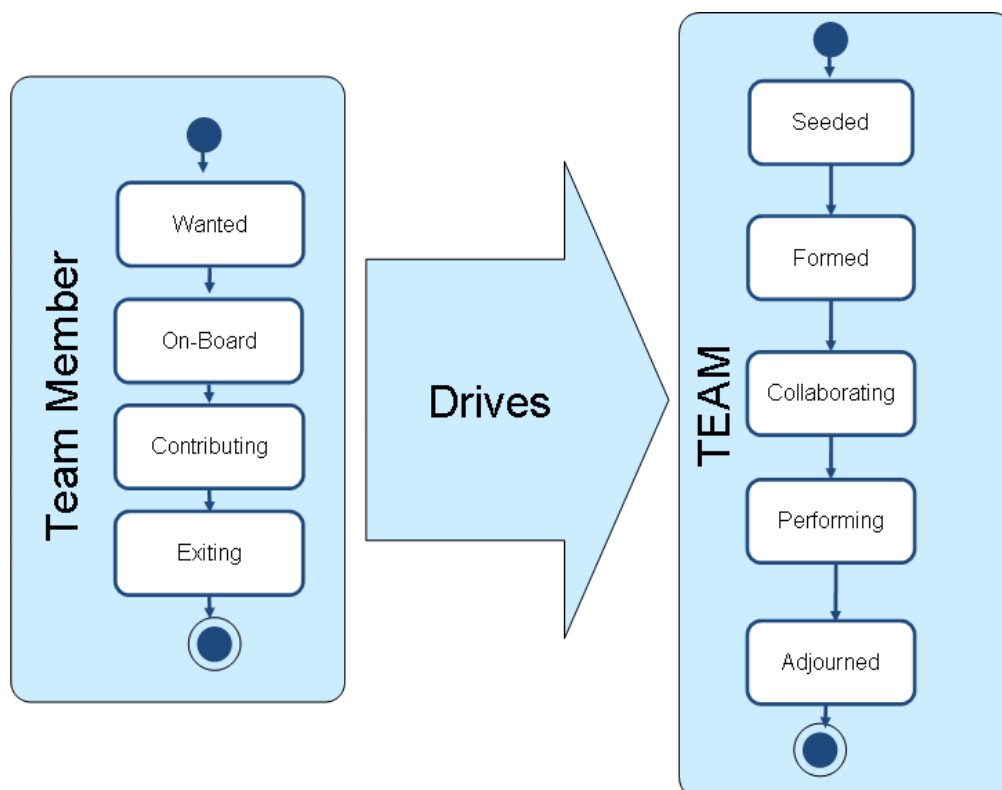 Team Member
Wanted
On-Board
Contributing
Exiting
Drives
TEAM
Seeded
Formed
Collaborating
Performing
Adjourned